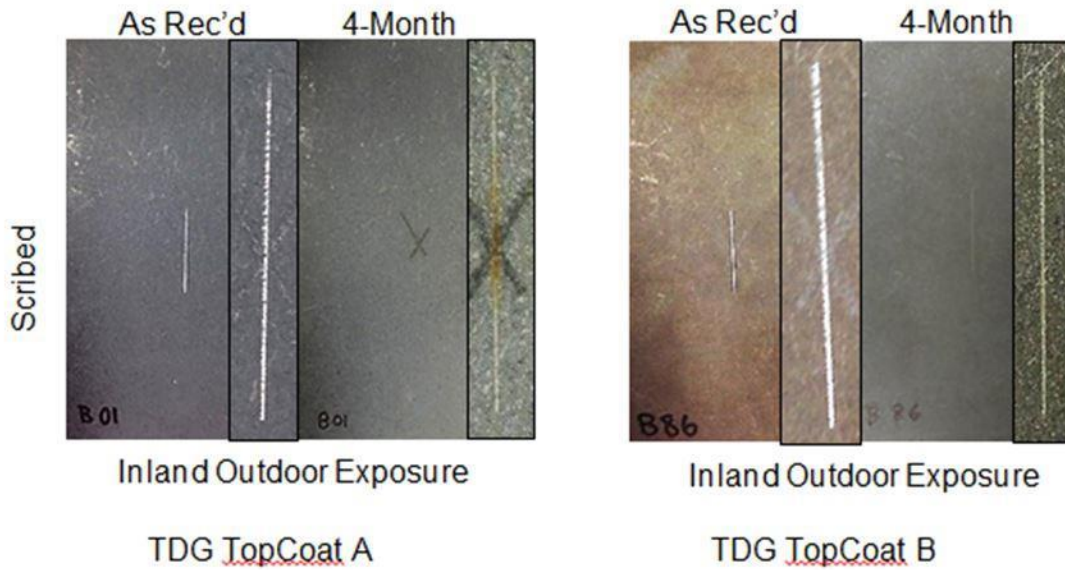 As Rec'd 4-Month
As Rec'd 4-Month
Scribed
B01
B01
B86
B86
Inland Outdoor Exposure
Inland Outdoor Exposure
TDG TopCoat A
TDG TopCoat B